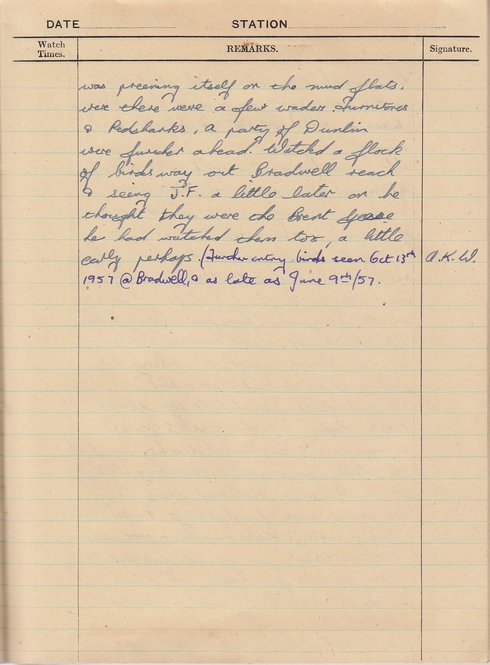 DATE STATION
Watch Times. REMARKS. Signature.
was preening itself on the mud flats.
were there were a few waders. Turnstones
& Redshanks, a party of Dunlin
were further ahead. Watchd a flock
of birds way out Bradwell reach
& seeing J.F. a little later on he
thought they were the Brent geese
he had watched them too, a little
early perhaps. (Further entry birds seen Oct 13th A.K.W.
1957 @ Bradwell, & as late as June 9th/57.